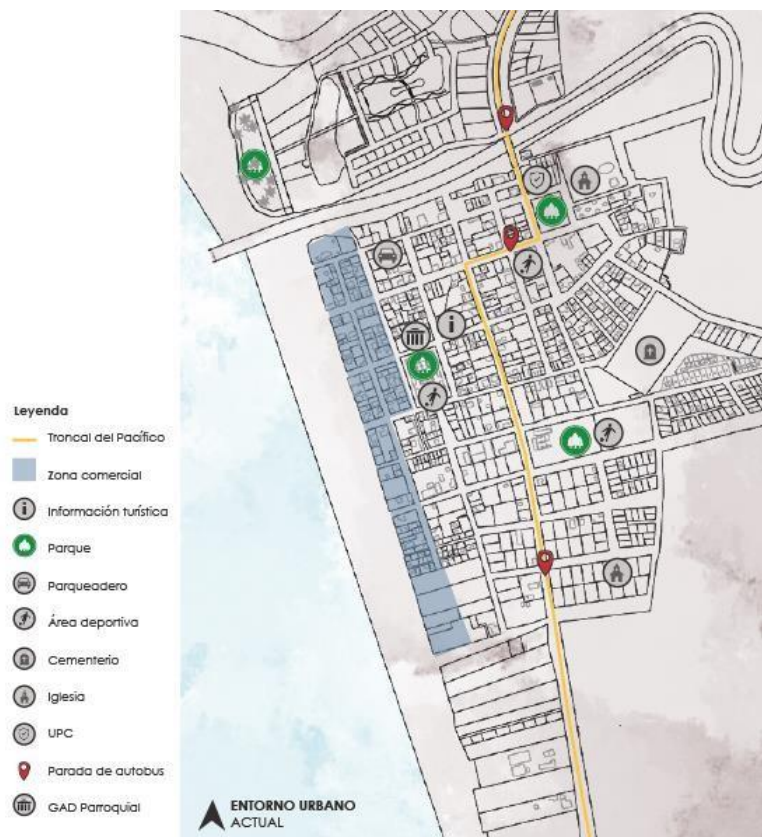 Leyenda
Troncal del Pacífico
Zona comercial
Información turística
Parque
Parqueadero
Área deportiva
Cementerio
Iglesia
UPC
Parada de autobus
GAD Parroquial
ENTORNO URBANO
ACTUAL